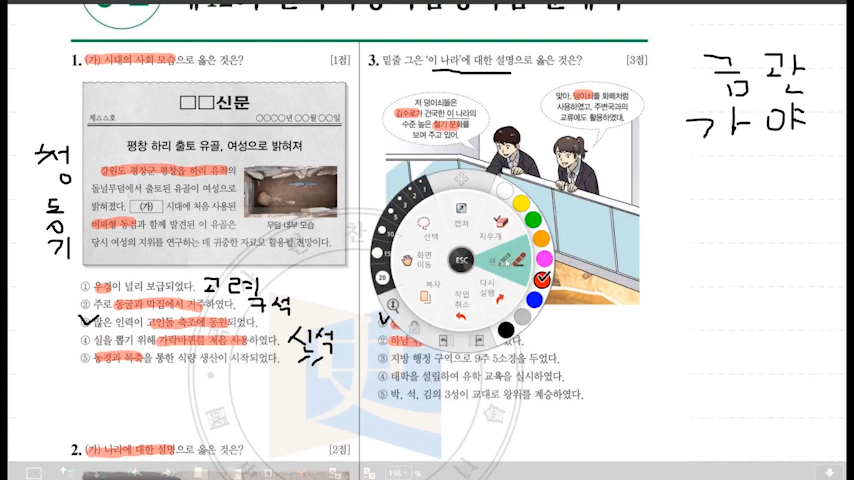 1. (가) 시대의 사회 모습으로 옳은 것은? [1점]
□□신문
제△△호 ○○○○년 ○○월 ○○일
평창 하리 출토 유골, 여성으로 밝혀져
강원도 평창군 평창읍 하리 유적의
돌널무덤에서 출토된 유골이 여성으로
밝혀졌다. (가) 시대에 처음 사용된
비파형 동검과 함께 발견된 이 유골은
당시 여성의 지위를 연구하는 데 귀중한 자료로 활용될 전망이다.
무덤 내부 모습
청동기
① 우경이 널리 보급되었다. 고려
② 주로 동굴과 막집에서 거주하였다. 구석
③ 많은 인력이 고인돌 축조에 동원되었다.
④ 실을 뽑기 위해 가락바퀴를 처음 사용하였다. 신석
⑤ 농경과 목축을 통한 식량 생산이 시작되었다.
2. (가) 나라에 대한 설명으로 옳은 것은? [2점]
3. 밑줄 그은 '이 나라'에 대한 설명으로 옳은 것은? [3점]
저 덩이쇠들은
김수로가 건국한 이 나라의
수준 높은 철기 문화를
보여 주고 있어.
맞아. 덩이쇠를 화폐처럼
사용하였고, 주변국과의
교류에도 활용하였대.
금관
가야
캡쳐
선택
지우개
화면
이동
ESC
펜
복사
작업
취소
다시
실행
20
② 하남
③ 지방 행정 구역으로 9주 5소경을 두었다.
④ 태학을 설립하여 유학 교육을 실시하였다.
⑤ 박, 석, 김의 3성이 교대로 왕위를 계승하였다.
198 %